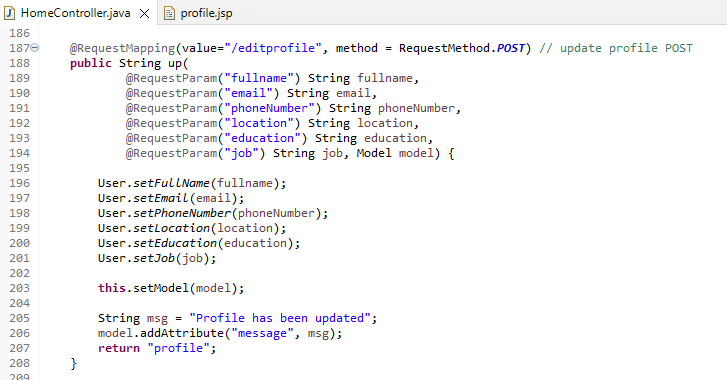 HomeController.java profile.jsp
186
187 @RequestMapping(value="/editprofile", method = RequestMethod.POST) // update profile POST
188 public String up(
189 @RequestParam("fullname") String fullname,
190 @RequestParam("email") String email,
191 @RequestParam("phoneNumber") String phoneNumber,
192 @RequestParam("location") String location,
193 @RequestParam("education") String education,
194 @RequestParam("job") String job, Model model) {
195
196 User.setFullName(fullname);
197 User.setEmail(email);
198 User.setPhoneNumber(phoneNumber);
199 User.setLocation(location);
200 User.setEducation(education);
201 User.setJob(job);
202
203 this.setModel(model);
204
205 String msg = "Profile has been updated";
206 model.addAttribute("message", msg);
207 return "profile";
208 }
209